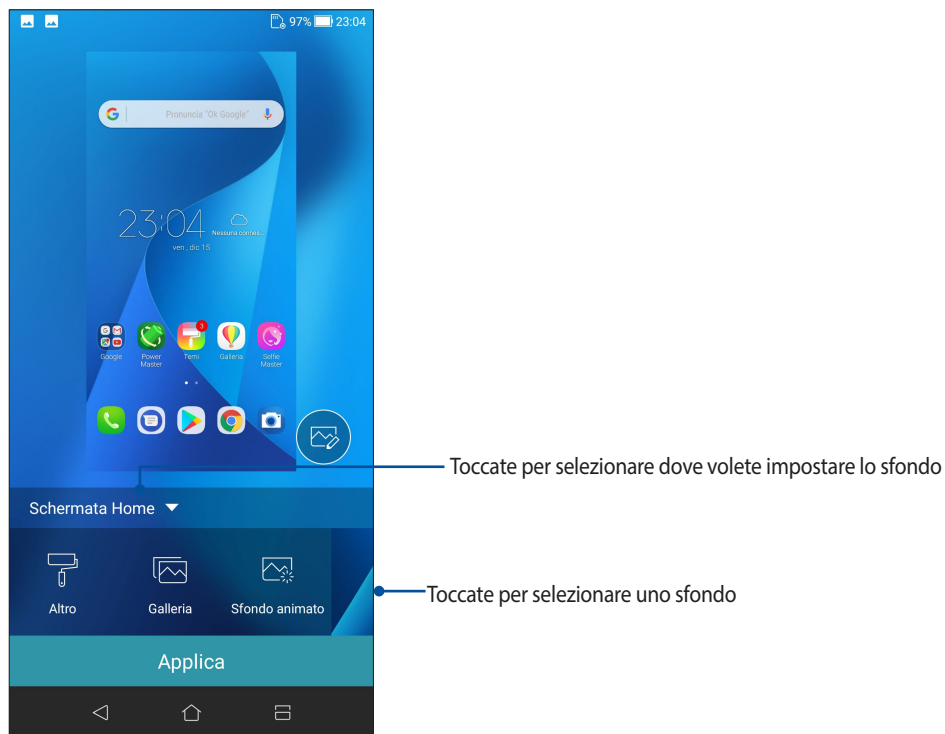 97% 23:04
G Pronuncia "Ok Google"
23:04
Nessuna connes...
ven , dic 15
3
Google Power Master Temi Galleria Selfie Master
Toccate per selezionare dove volete impostare lo sfondo
Schermata Home
Altro Galleria Sfondo animato
Toccate per selezionare uno sfondo
Applica